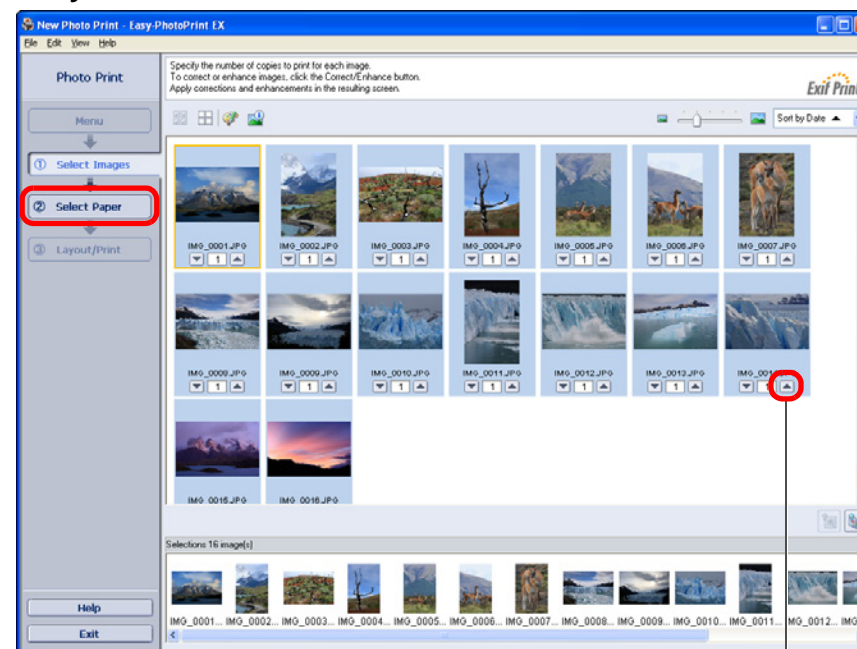 New Photo Print - Easy-PhotoPrint EX
File Edit View Help
Photo Print
Specify the number of copies to print for each image.
To correct or enhance images, click the Correct/Enhance button.
Apply corrections and enhancements in the resulting screen.
Exif Prin
Menu
Sort by Date
① Select Images
② Select Paper
③ Layout/Print
IMG_0001.JPG IMG_0002.JPG IMG_0003.JPG IMG_0004.JPG IMG_0005.JPG IMG_0006.JPG IMG_0007.JPG
1 1 1 1 1 1 1
IMG_0008.JPG IMG_0009.JPG IMG_0010.JPG IMG_0011.JPG IMG_0012.JPG IMG_0013.JPG IMG_0014.JPG
1 1 1 1 1 1 1
IMG_0015.JPG IMG_0016.JPG
Selections 16 image(s)
IMG_0001... IMG_0002... IMG_0003... IMG_0004... IMG_0005... IMG_0006... IMG_0007... IMG_0008... IMG_0009... IMG_0010... IMG_0011... IMG_0012... IMG
Help
Exit